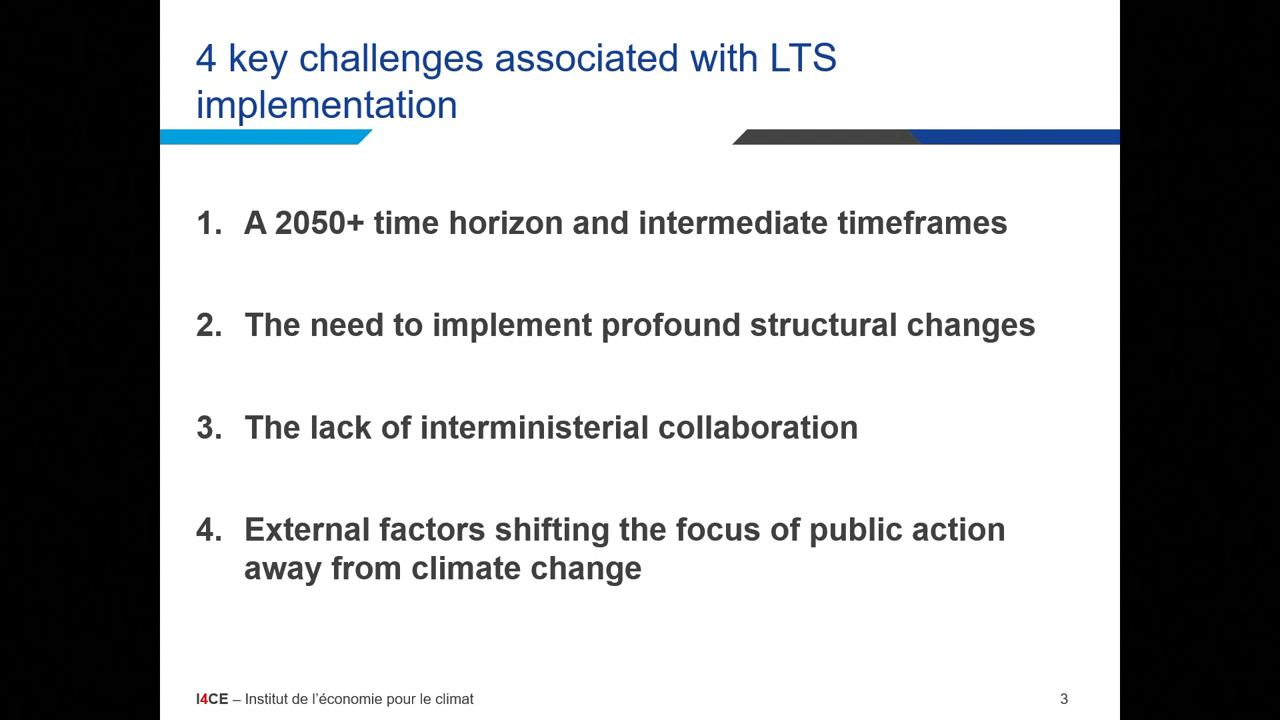 4 key challenges associated with LTS
implementation
1. A 2050+ time horizon and intermediate timeframes
2. The need to implement profound structural changes
3. The lack of interministerial collaboration
4. External factors shifting the focus of public action
away from climate change
I4CE – Institut de l’économie pour le climat
3